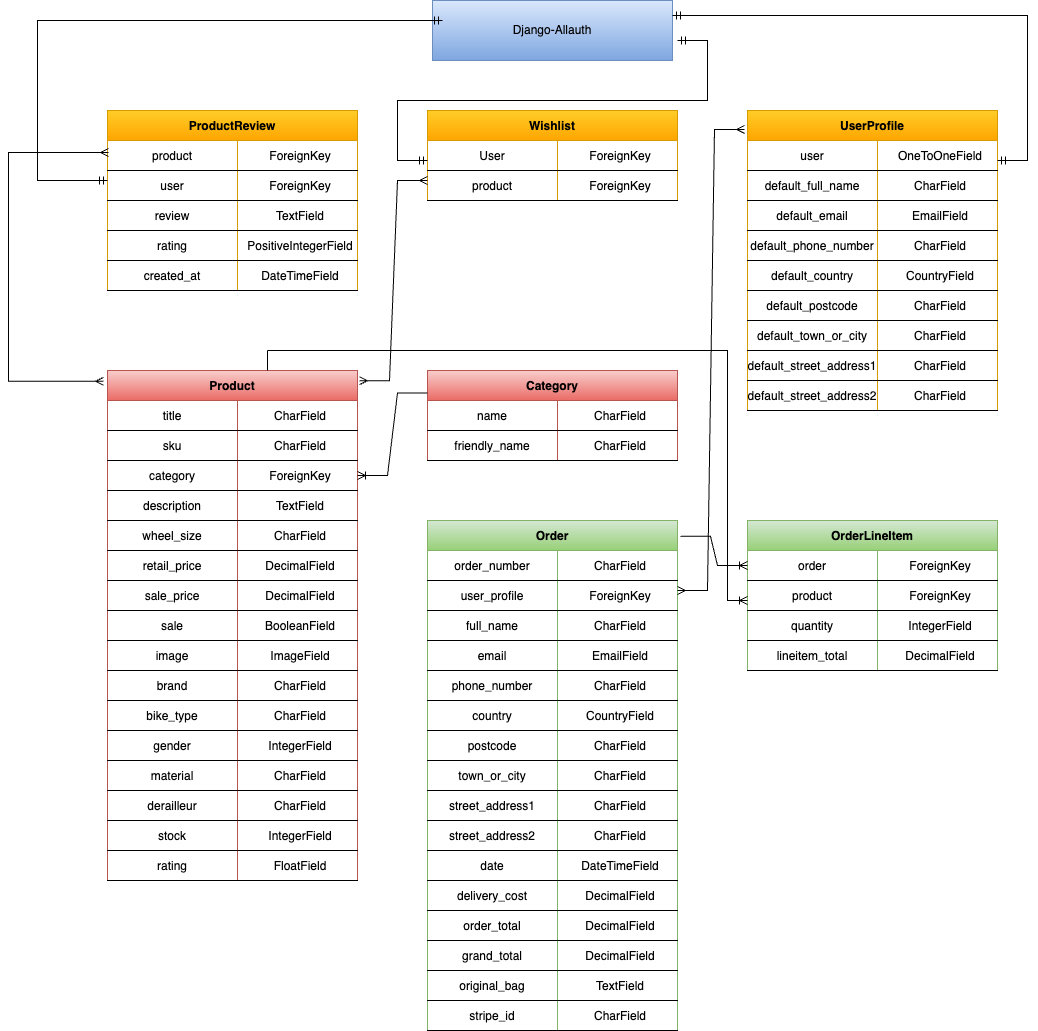 Django-Allauth
ProductReview
product ForeignKey
user ForeignKey
review TextField
rating PositiveIntegerField
created_at DateTimeField
Wishlist
User ForeignKey
product ForeignKey
UserProfile
user OneToOneField
default_full_name CharField
default_email EmailField
default_phone_number CharField
default_country CountryField
default_postcode CharField
default_town_or_city CharField
default_street_address1 CharField
default_street_address2 CharField
Product
title CharField
sku CharField
category ForeignKey
description TextField
wheel_size CharField
retail_price DecimalField
sale_price DecimalField
sale BooleanField
image ImageField
brand CharField
bike_type CharField
gender IntegerField
material CharField
derailleur CharField
stock IntegerField
rating FloatField
Category
name CharField
friendly_name CharField
Order
order_number CharField
user_profile ForeignKey
full_name CharField
email EmailField
phone_number CharField
country CountryField
postcode CharField
town_or_city CharField
street_address1 CharField
street_address2 CharField
date DateTimeField
delivery_cost DecimalField
order_total DecimalField
grand_total DecimalField
original_bag TextField
stripe_id CharField
OrderLineItem
order ForeignKey
product ForeignKey
quantity IntegerField
lineitem_total DecimalField